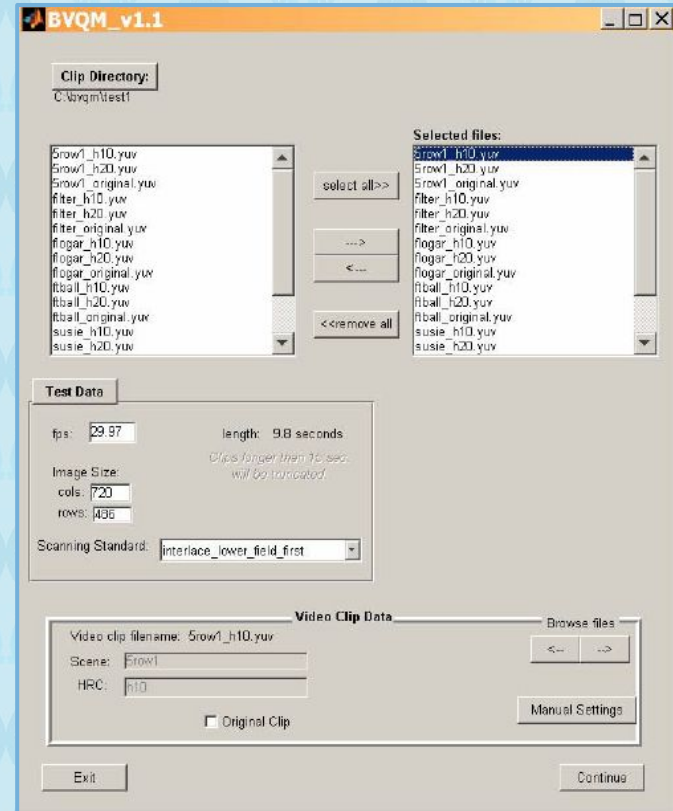 BVQM_v1.1
Clip Directory:
C:\bvqm\test1
5row1_h10.yuv
5row1_h20.yuv
5row1_original.yuv
filter_h10.yuv
filter_h20.yuv
filter_original.yuv
flogar_h10.yuv
flogar_h20.yuv
flogar_original.yuv
ftball_h10.yuv
ftball_h20.yuv
ftball_original.yuv
susie_h10.yuv
susie_h20.yuv
select all>>
--->
<---
<<remove all
Selected files:
5row1_h10.yuv
5row1_h20.yuv
5row1_original.yuv
filter_h10.yuv
filter_h20.yuv
filter_original.yuv
flogar_h10.yuv
flogar_h20.yuv
flogar_original.yuv
ftball_h10.yuv
ftball_h20.yuv
ftball_original.yuv
susie_h10.yuv
susie_h20.yuv
Test Data
fps: 29.97
length: 9.8 seconds
Clips longer than 15 sec.
will be truncated.
Image Size:
cols: 720
rows: 486
Scanning Standard: interlace_lower_field_first
Video Clip Data
Video clip filename: 5row1_h10.yuv
Scene: 5row1
HRC: h10
Original Clip
Browse files
<-- -->
Manual Settings
Exit
Continue